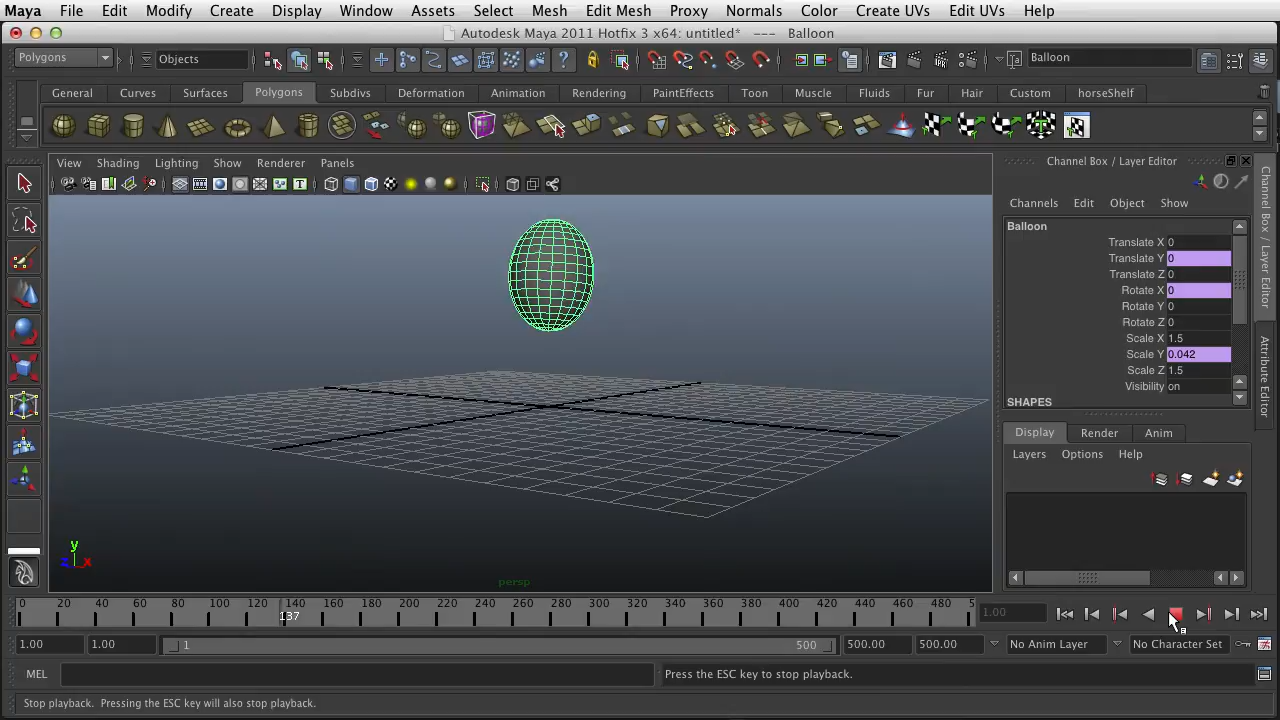 Maya File Edit Modify Create Display Window Assets Select Mesh Edit Mesh Proxy Normals Color Create UVs Edit UVs Help
Autodesk Maya 2011 Hotfix 3 x64: untitled* --- Balloon
Polygons Objects Balloon
General Curves Surfaces Polygons Subdivs Deformation Animation Rendering PaintEffects Toon Muscle Fluids Fur Hair Custom horseShelf
View Shading Lighting Show Renderer Panels
Channel Box / Layer Editor
Channels Edit Object Show
Balloon
Translate X 0
Translate Y 0
Translate Z 0
Rotate X 0
Rotate Y 0
Rotate Z 0
Scale X 1.5
Scale Y 0.042
Scale Z 1.5
Visibility on
SHAPES
Display Render Anim
Layers Options Help
Channel Box / Layer Editor
Attribute Editor
y
z x
persp
0 20 40 60 80 100 120 140 160 180 200 220 240 260 280 300 320 340 360 380 400 420 440 460 480 5
137
1.00
1.00 1.00 1 500 500.00 500.00 No Anim Layer No Character Set
MEL Press the ESC key to stop playback.
Stop playback. Pressing the ESC key will also stop playback.